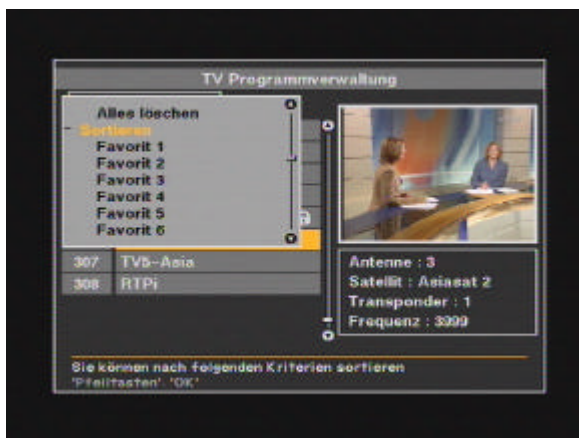 TV Programmverwaltung
Alles löschen
- Sortieren
Favorit 1
Favorit 2
Favorit 3
Favorit 4
Favorit 5
Favorit 6
307 TV5-Asia
308 RTPi
Antenne : 3
Satellit : Asiasat 2
Transponder : 1
Frequenz : 3999
Sie können nach folgenden Kriterien sortieren
'Pfeiltasten' 'OK'